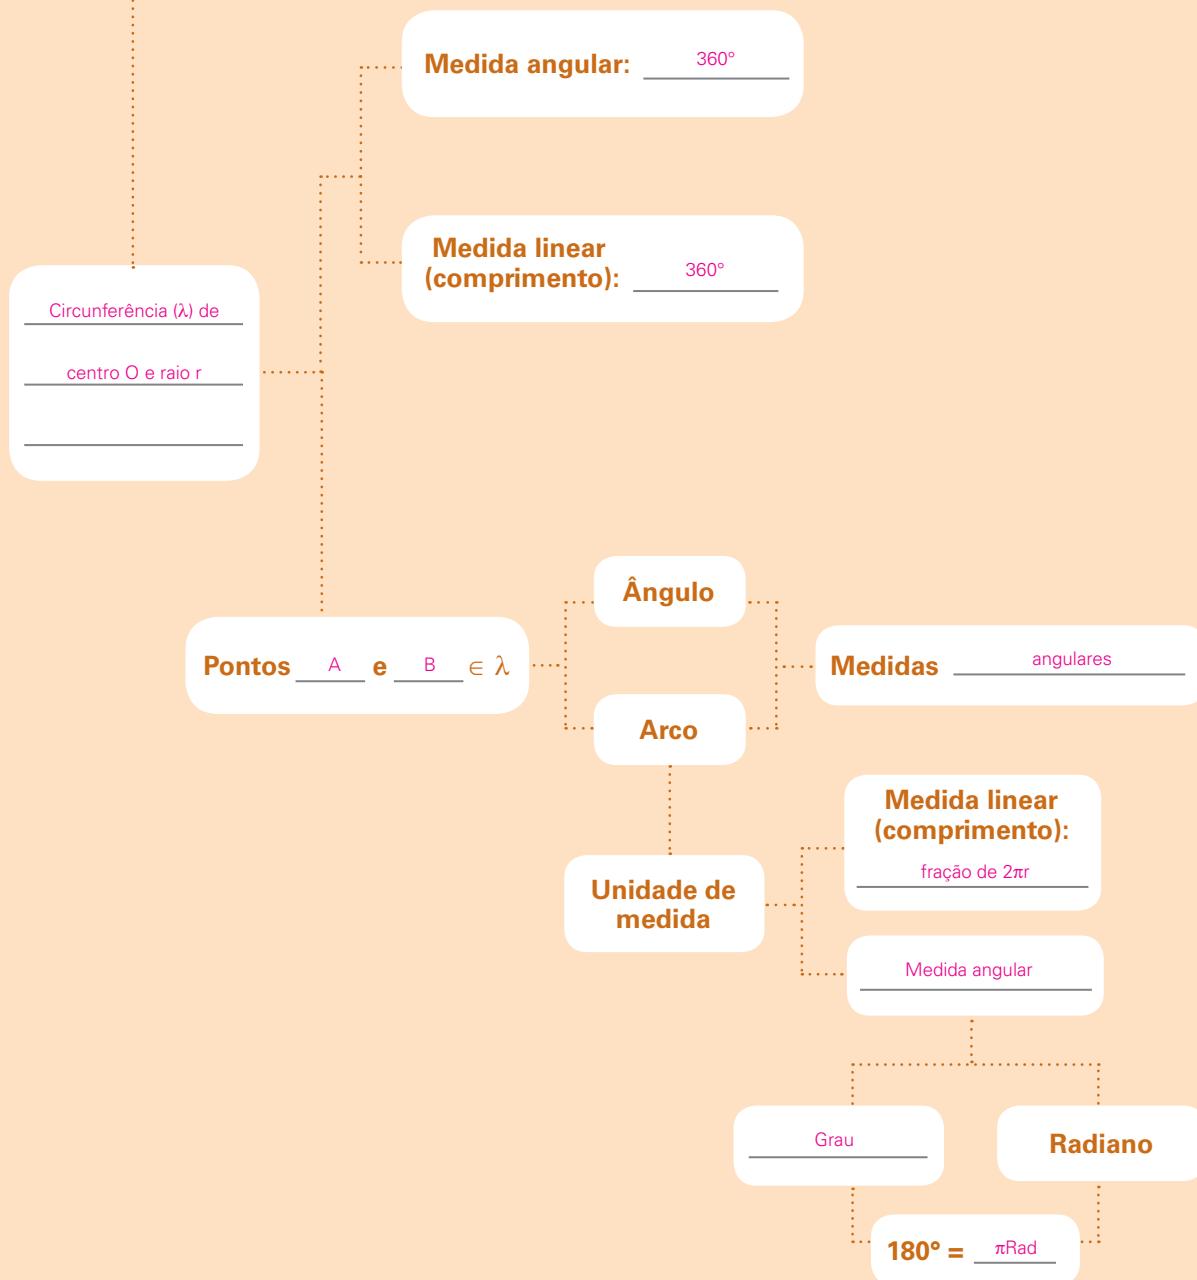 Medida angular: 360°
Medida linear
(comprimento): 360°
Circunferência (λ) de
centro O e raio r
Ângulo
Pontos A e B ∈ λ
Medidas angulares
Arco
Medida linear
(comprimento):
fração de 2πr
Unidade de
medida
Medida angular
Grau
Radiano
180° = πRad